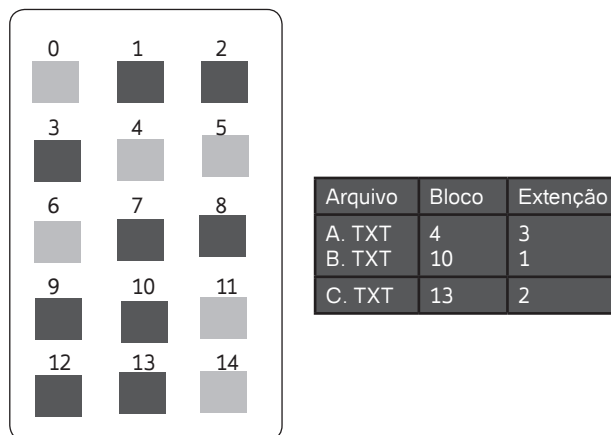 0 1 2
3 4 5
6 7 8
9 10 11
12 13 14
Arquivo Bloco Extenção
A. TXT 4 3
B. TXT 10 1
C. TXT 13 2